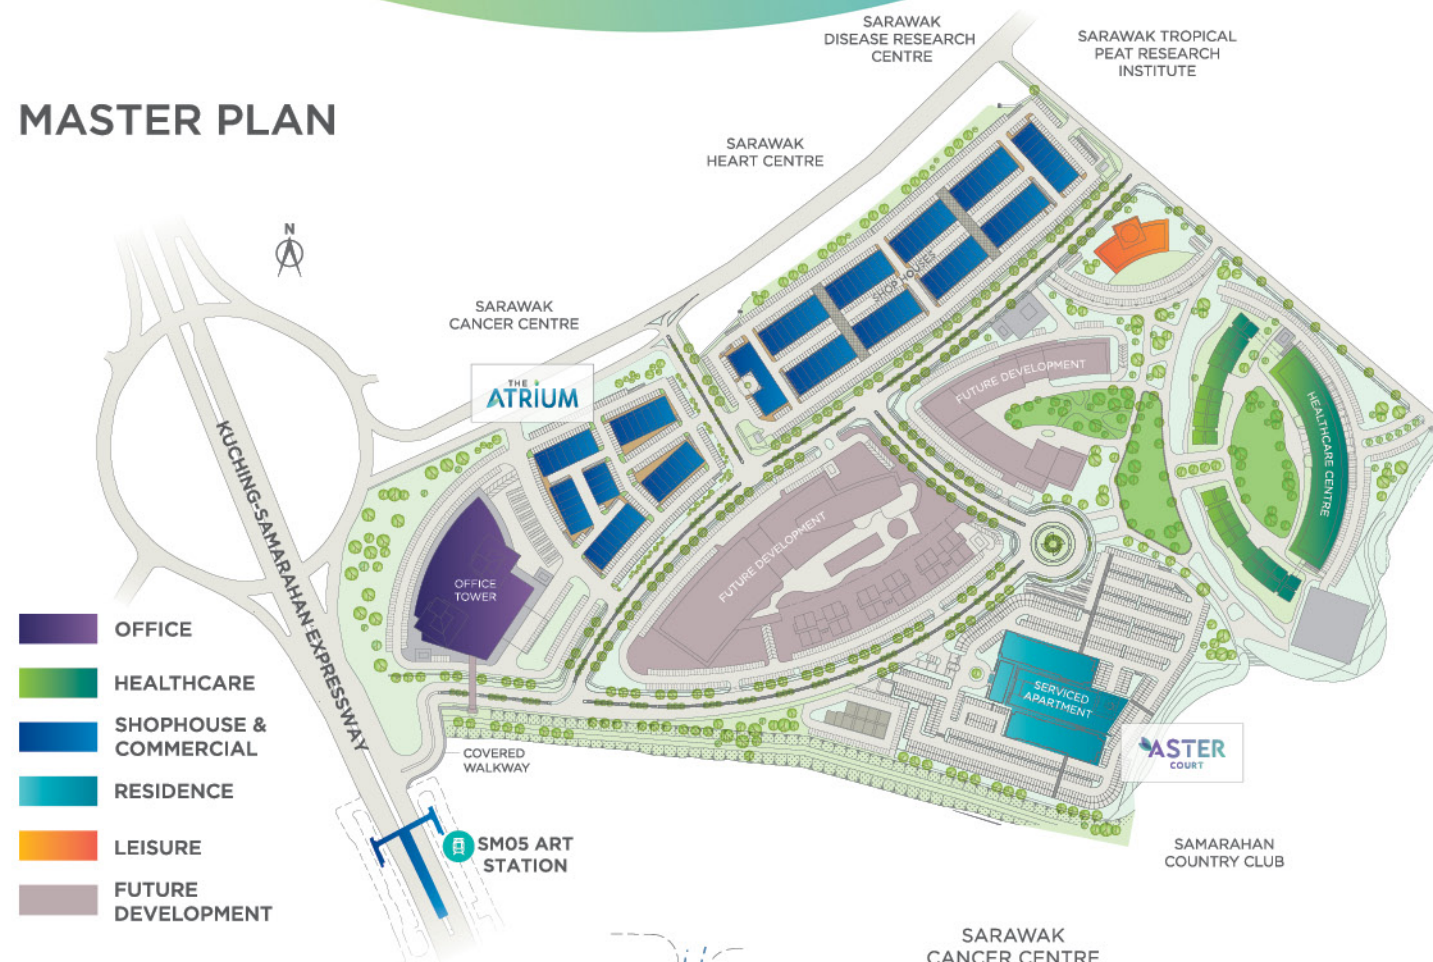 SARAWAK
DISEASE RESEARCH
CENTRE
SARAWAK TROPICAL
PEAT RESEARCH
INSTITUTE
MASTER PLAN
SARAWAK
HEART CENTRE
N
SHOP HOUSES
SARAWAK
CANCER CENTRE
THE
ATRIUM
FUTURE DEVELOPMENT
HEALTHCARE CENTRE
KUCHING-SAMARAHAN EXPRESSWAY
FUTURE DEVELOPMENT
OFFICE
TOWER
OFFICE
HEALTHCARE
SHOPHOUSE &
COMMERCIAL
RESIDENCE
LEISURE
FUTURE
DEVELOPMENT
SERVICED
APARTMENT
ASTER
COURT
COVERED
WALKWAY
SM05 ART
STATION
SAMARAHAN
COUNTRY CLUB
SARAWAK
CANCER CENTRE